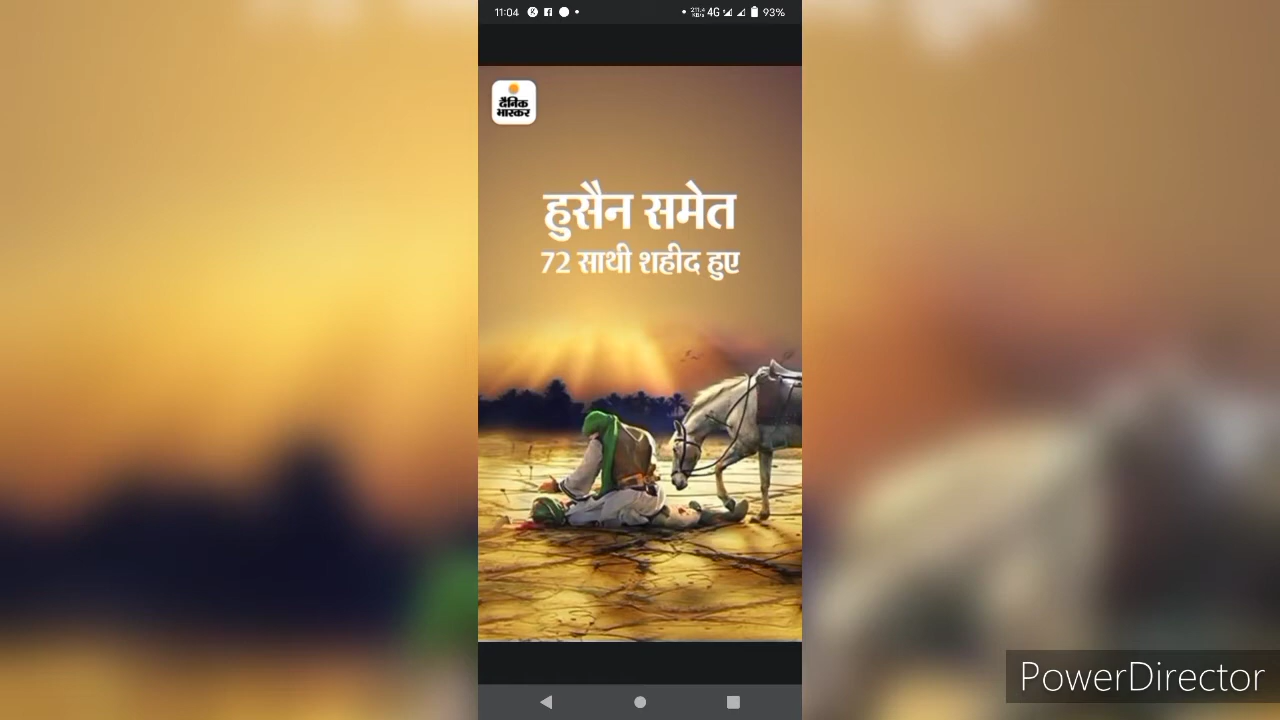 11:04
4G
93%
दैनिक
भास्कर
हुसैन समेत
72 साथी शहीद हुए
PowerDirector